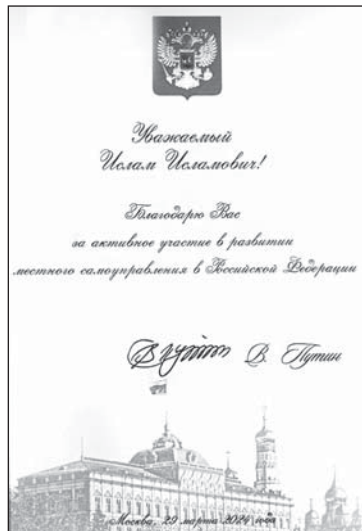 Уважаемый
Ислам Исламович!
Благодарю Вас
за активное участие в развитии
местного самоуправления в Российской Федерации
В. Путин
Москва, 29 марта 2024 года